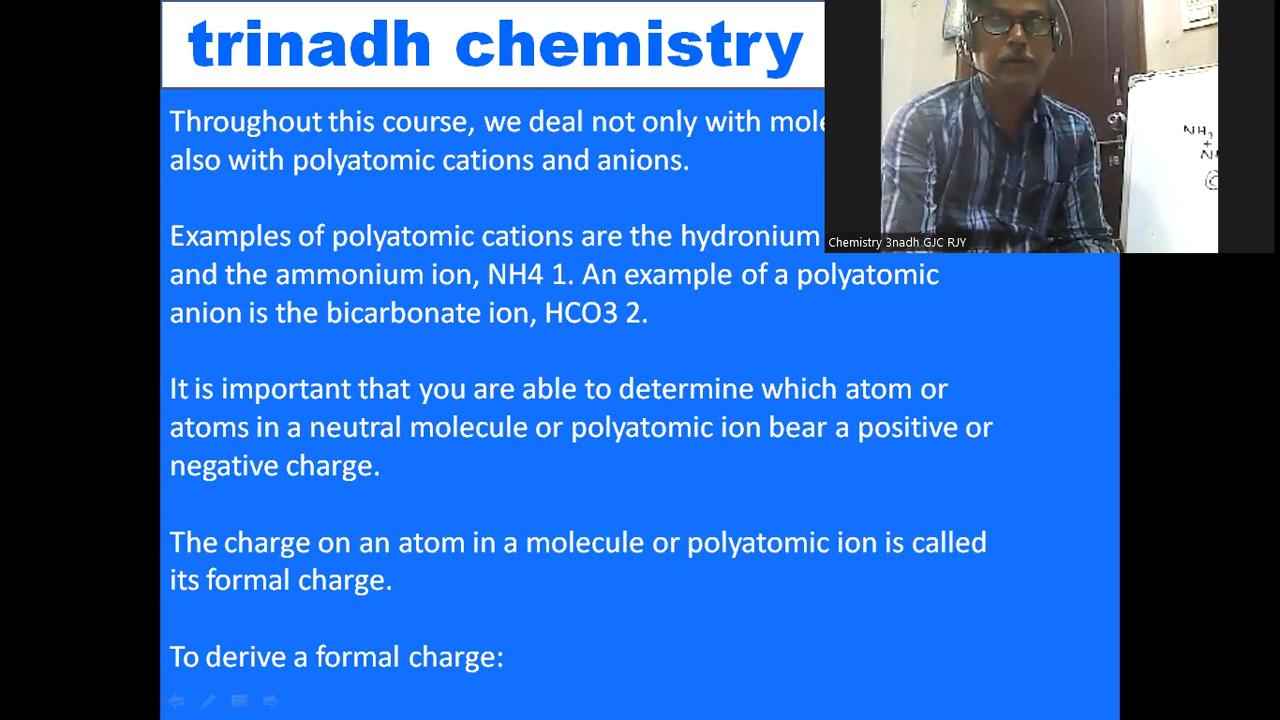 trinadh chemistry
Throughout this course, we deal not only with
also with polyatomic cations and anions.
Examples of polyatomic cations are the hydronium
and the ammonium ion, NH4 1. An example of a polyatomic
anion is the bicarbonate ion, HCO3 2.
It is important that you are able to determine which atom or
atoms in a neutral molecule or polyatomic ion bear a positive or
negative charge.
The charge on an atom in a molecule or polyatomic ion is called
its formal charge.
To derive a formal charge:
Chemistry 3nadh GJC RJY
NH3
+